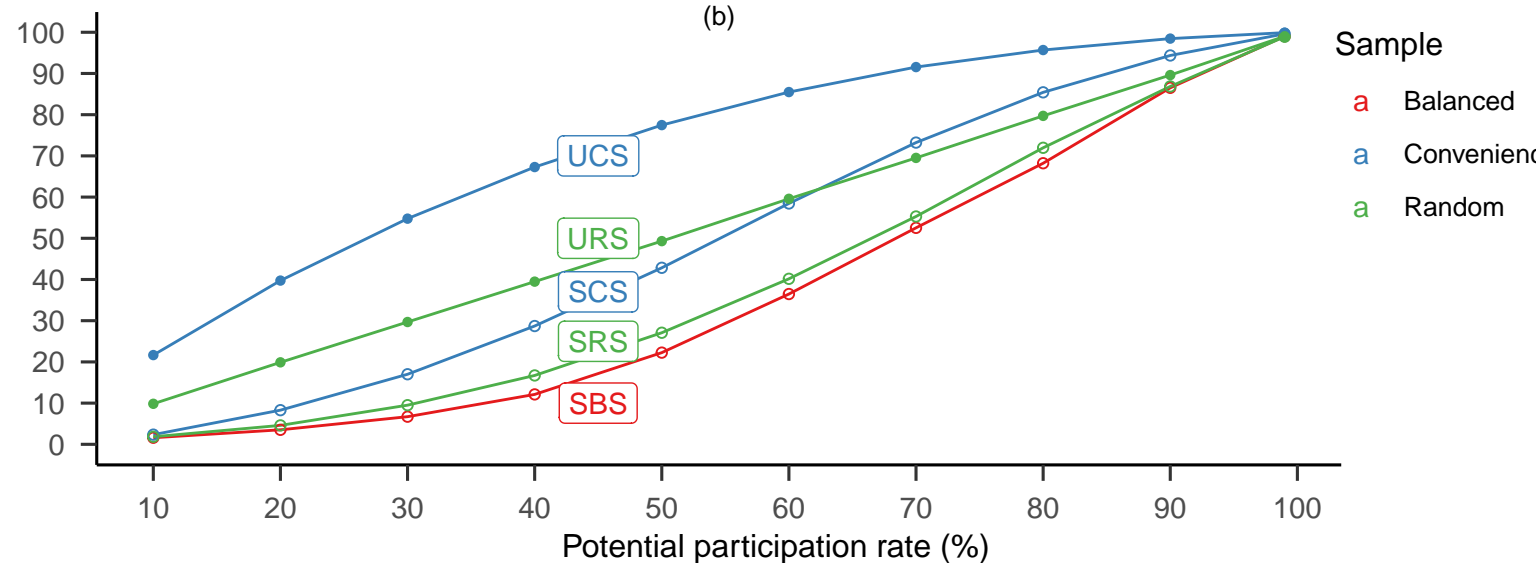 (b)
100
90
80
70
60
50
40
30
20
10
0
UCS
URS
SCS
SRS
SBS
10 20 30 40 50 60 70 80 90 100
Potential participation rate (%)
Sample
a Balanced
a Convenienc
a Random